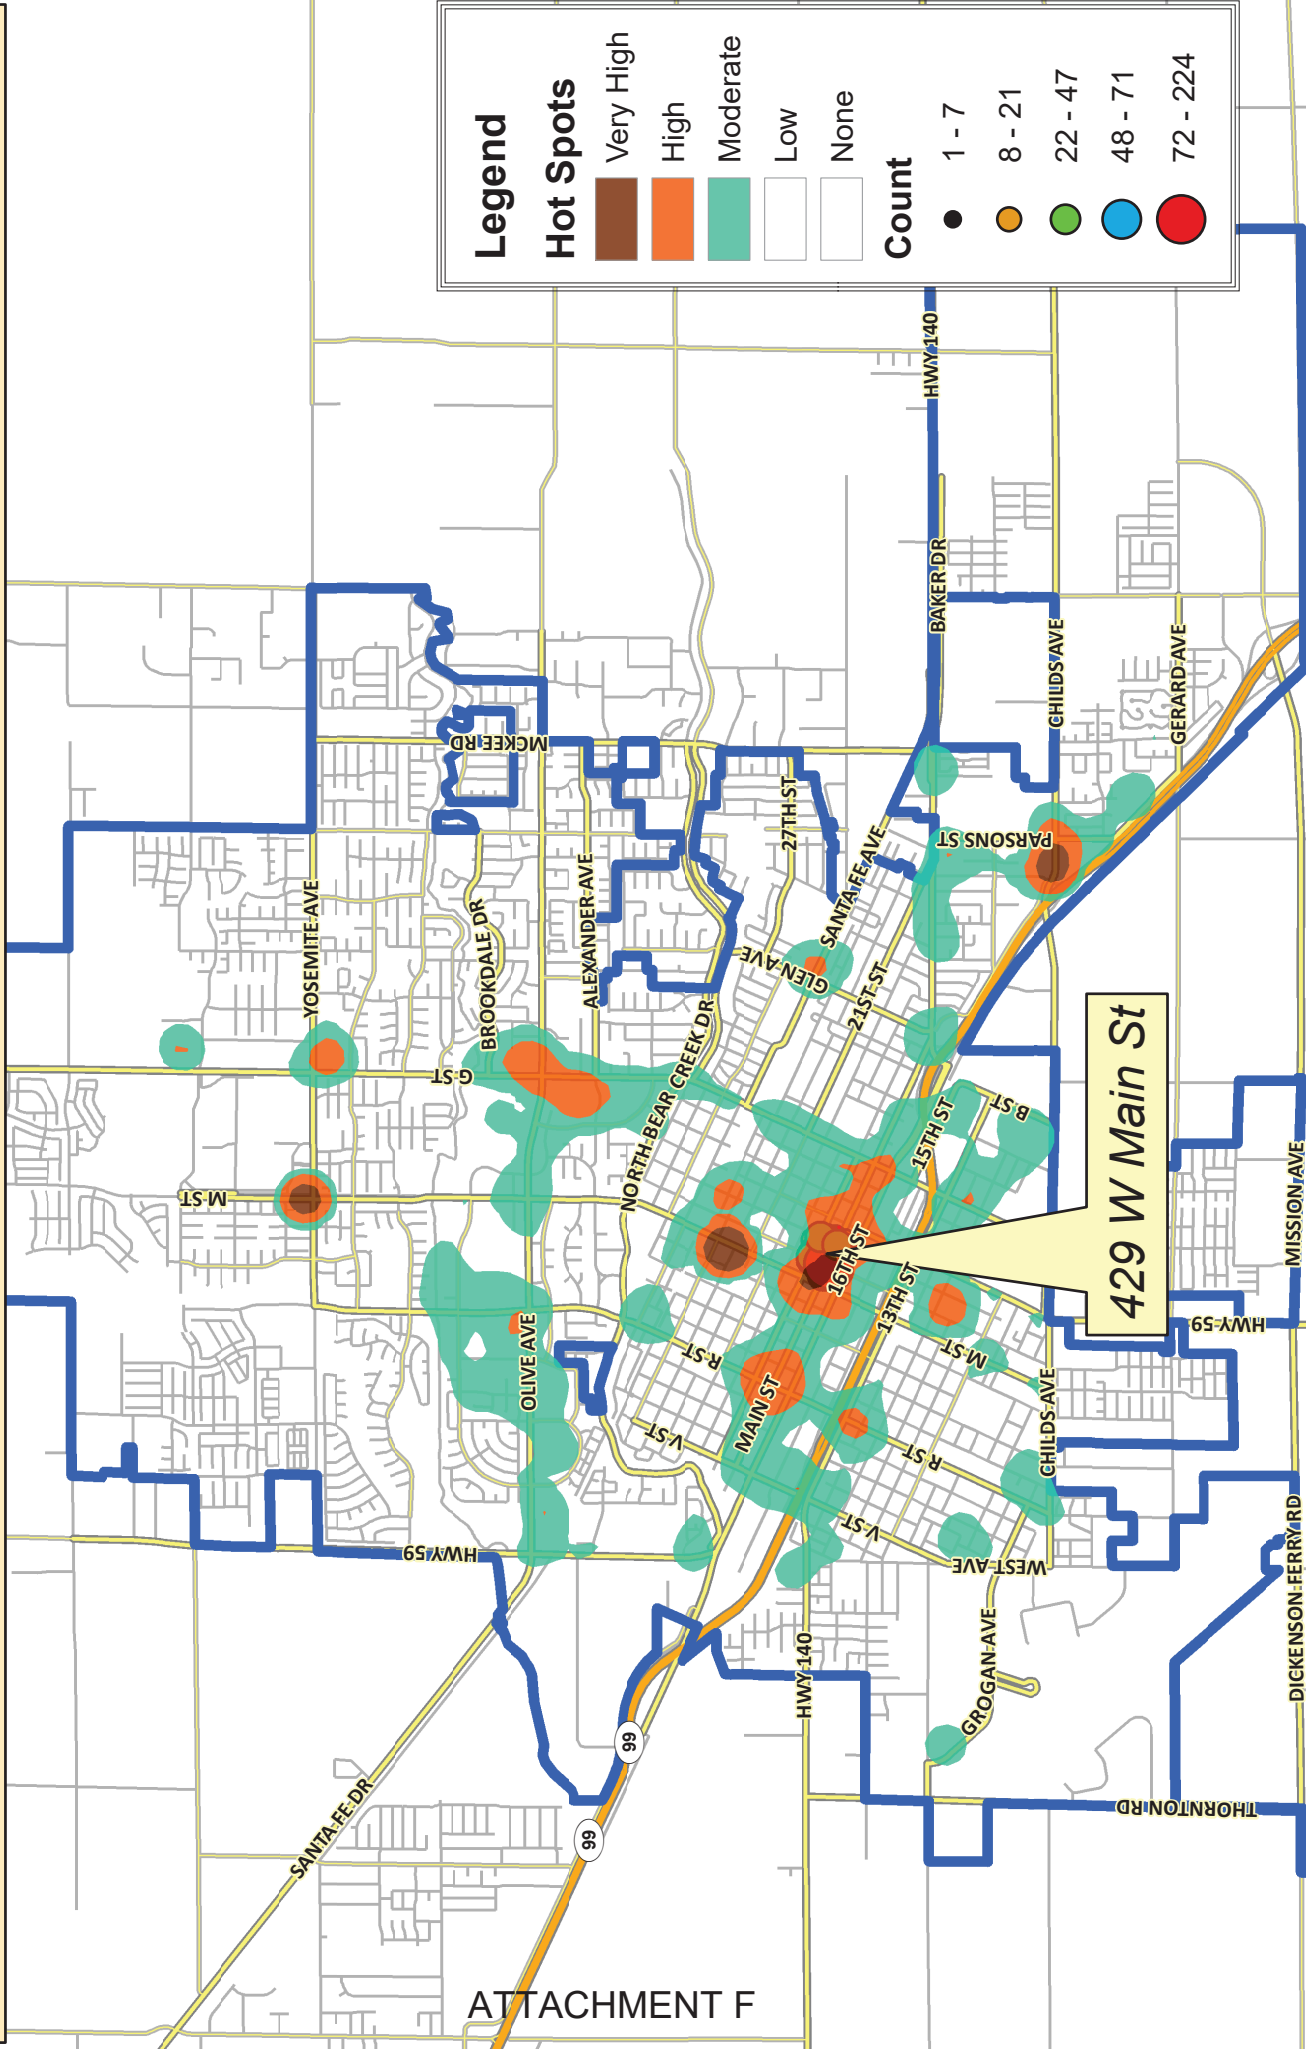 Legend
Hot Spots
Very High
High
Moderate
Low
None
Count
1 - 7
8 - 21
22 - 47
48 - 71
72 - 224
HWY 140
BAKER DR
CHILDS AVE
GERARD AVE
MCKEE RD
27TH ST
PARSONS ST
SANTA FE AVE
YOSEMITE AVE
BROOKDALE DR
ALEXANDER AVE
GLEN AVE
21ST ST
G ST
NORTH BEAR CREEK DR
B ST
15TH ST
M ST
16TH ST
13TH ST
429 W Main St
MISSION AVE
HWY 59
OLIVE AVE
R ST
M ST
MAIN ST
V ST
R ST
CHILDS AVE
V ST
WEST AVE
HWY 59
DICKENSON FERRY RD
HWY 140
GROGAN AVE
99
THORNTON RD
SANTA FE DR
99
ATTACHMENT F